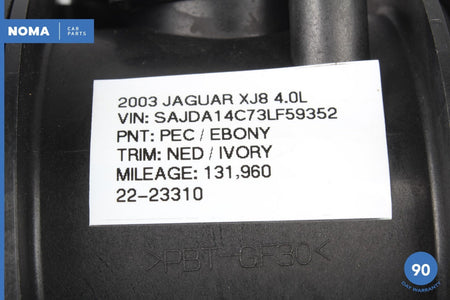 NOMA CAR PARTS
2003 JAGUAR XJ8 4.0L
VIN: SAJDA14C73LF59352
PNT: PEC / EBONY
TRIM: NED / IVORY
MILEAGE: 131,960
22-23310
>PBT-GF30<
90
DAY WARRANTY